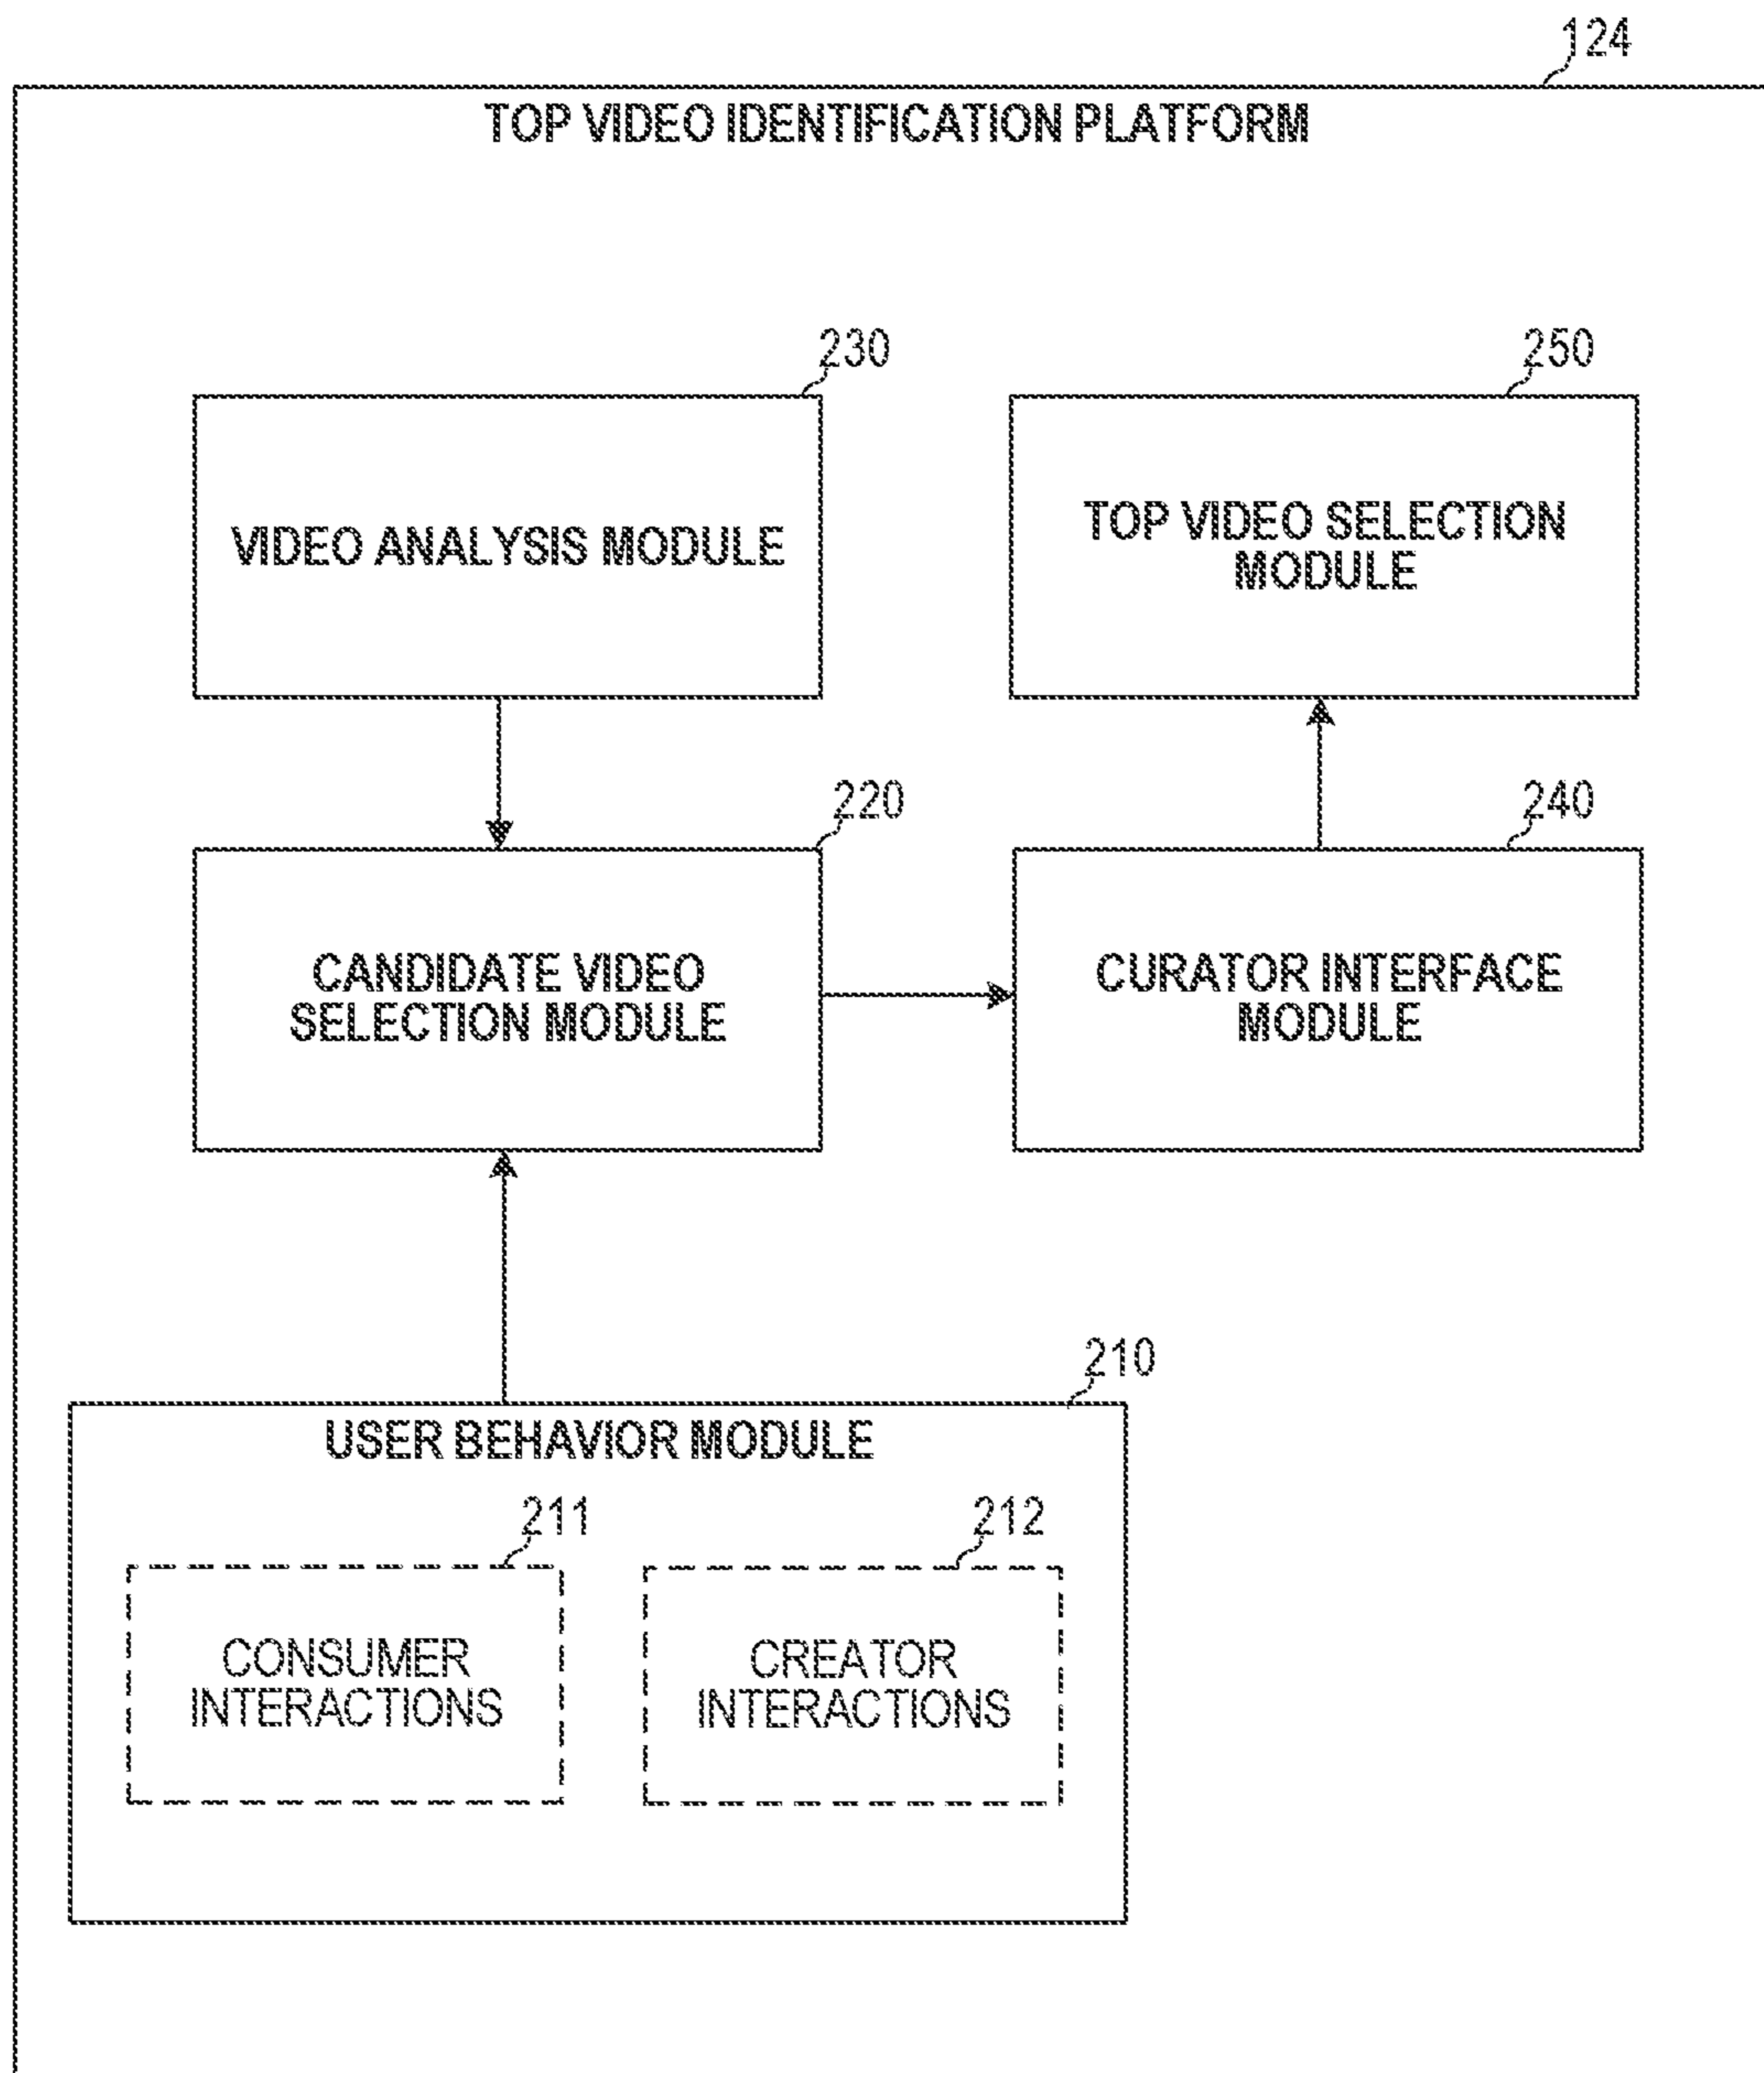 124
TOP VIDEO IDENTIFICATION PLATFORM
230
VIDEO ANALYSIS MODULE
250
TOP VIDEO SELECTION
MODULE
220
CANDIDATE VIDEO
SELECTION MODULE
240
CURATOR INTERFACE
MODULE
210
USER BEHAVIOR MODULE
211
CONSUMER
INTERACTIONS
212
CREATOR
INTERACTIONS